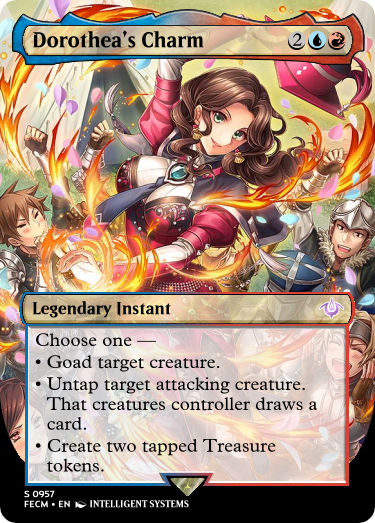 Dorothea's Charm 2
Legendary Instant
Choose one —
• Goad target creature.
• Untap target attacking creature.
That creatures controller draws a
card.
• Create two tapped Treasure
tokens.
S 0957
FECM • EN INTELLIGENT SYSTEMS